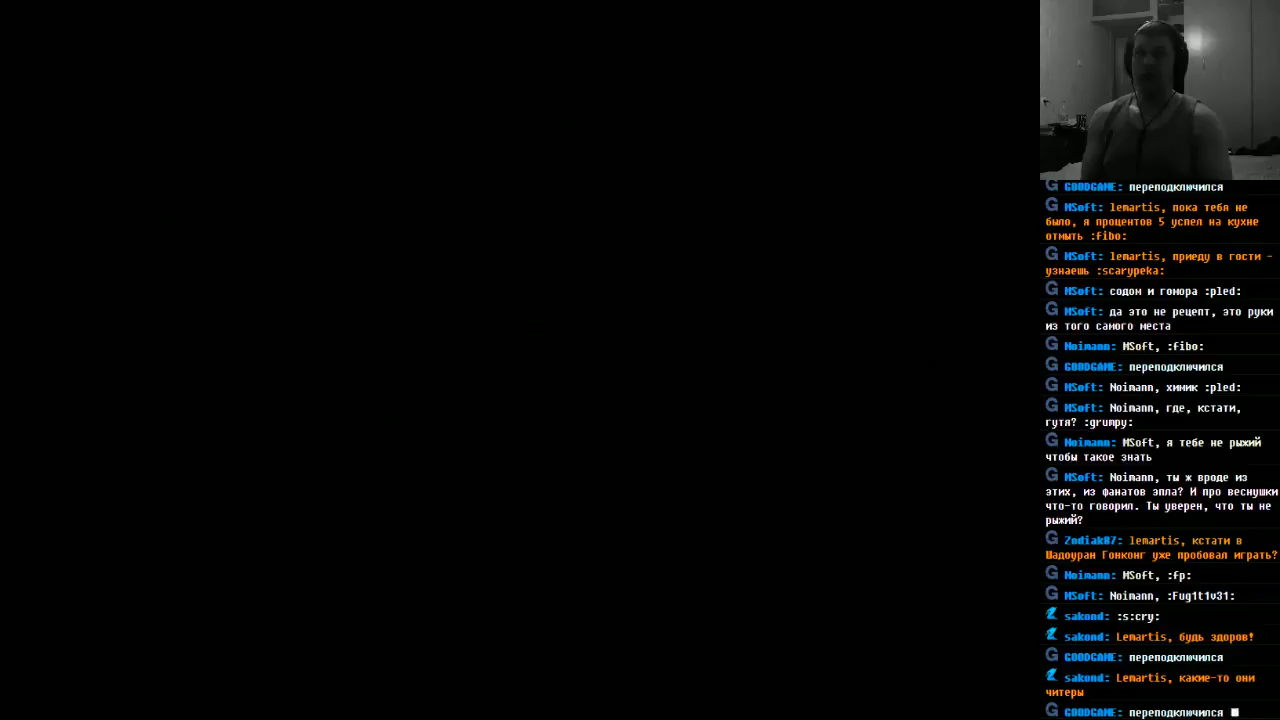 GOODGAME: переподключился
MSoft: lemartis, пока тебя не
было, я процентов 5 успел на кухне
отмыть :fibo:
MSoft: lemartis, приеду в гости -
узнаешь :scarypeka:
MSoft: содом и гомора :pled:
MSoft: да это не рецепт, это руки
из того самого места
Noimann: MSoft, :fibo:
GOODGAME: переподключился
MSoft: Noimann, химик :pled:
MSoft: Noimann, где, кстати,
гутя? :grumpy:
Noimann: MSoft, я тебе не рыжий
чтобы такое знать
MSoft: Noimann, ты ж вроде из
этих, из фанатов эпла? И про веснушки
что-то говорил. Ты уверен, что ты не
рыжий?
Zodiak87: lemartis, кстати в
Шадоуран Гонконг уже пробовал играть?
Noimann: MSoft, :fp:
MSoft: Noimann, :Fug1t1v31:
sakond: :s:cry:
sakond: Lemartis, будь здоров!
GOODGAME: переподключился
sakond: Lemartis, какие-то они
читеры
GOODGAME: переподключился